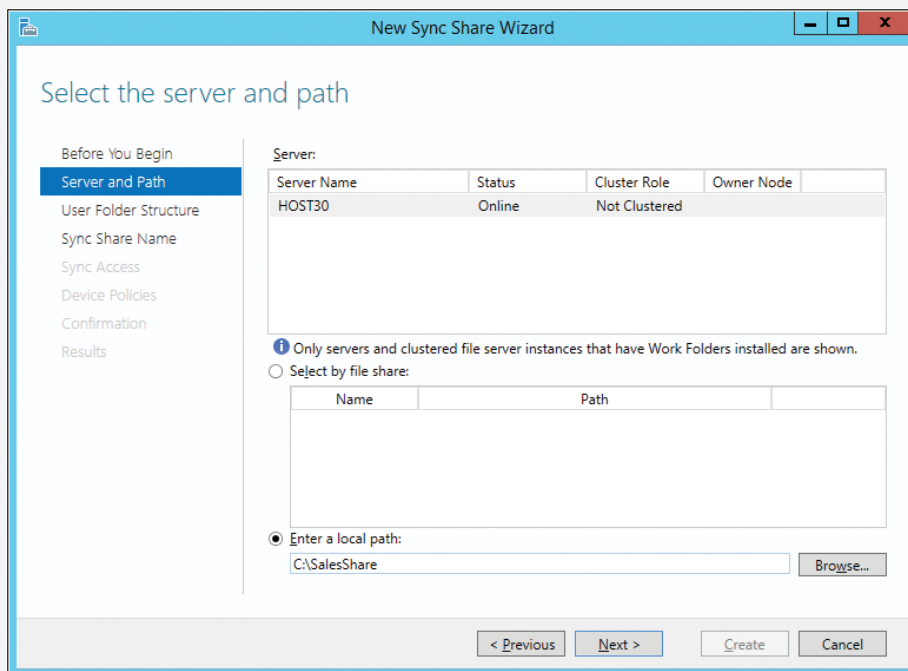 New Sync Share Wizard
Select the server and path
Before You Begin
Server and Path
User Folder Structure
Sync Share Name
Sync Access
Device Policies
Confirmation
Results
Server:
Server Name Status Cluster Role Owner Node
HOST30 Online Not Clustered
Only servers and clustered file server instances that have Work Folders installed are shown.
Select by file share:
Name Path
Enter a local path:
C:\SalesShare Browse...
< Previous Next > Create Cancel